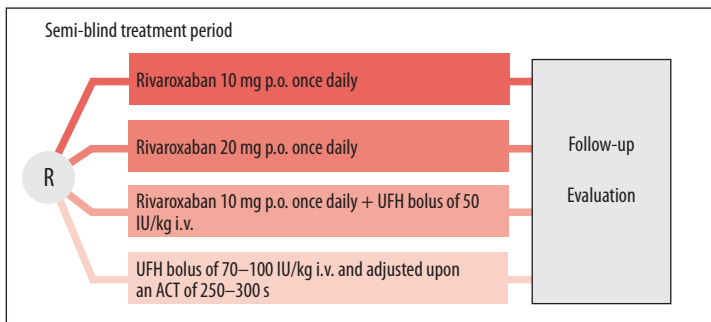 Semi-blind treatment period
Rivaroxaban 10 mg p.o. once daily
Rivaroxaban 20 mg p.o. once daily
R
Rivaroxaban 10 mg p.o. once daily + UFH bolus of 50
IU/kg i.v.
UFH bolus of 70–100 IU/kg i.v. and adjusted upon
an ACT of 250–300 s
Follow-up
Evaluation